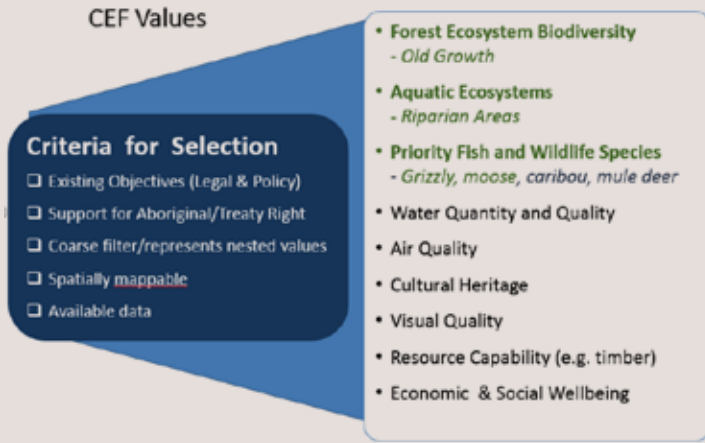 CEF Values
Criteria for Selection
❑ Existing Objectives (Legal & Policy)
❑ Support for Aboriginal/Treaty Right
❑ Coarse filter/represents nested values
❑ Spatially mappable
❑ Available data
• Forest Ecosystem Biodiversity
- Old Growth
• Aquatic Ecosystems
- Riparian Areas
• Priority Fish and Wildlife Species
- Grizzly, moose, caribou, mule deer
• Water Quantity and Quality
• Air Quality
• Cultural Heritage
• Visual Quality
• Resource Capability (e.g. timber)
• Economic & Social Wellbeing